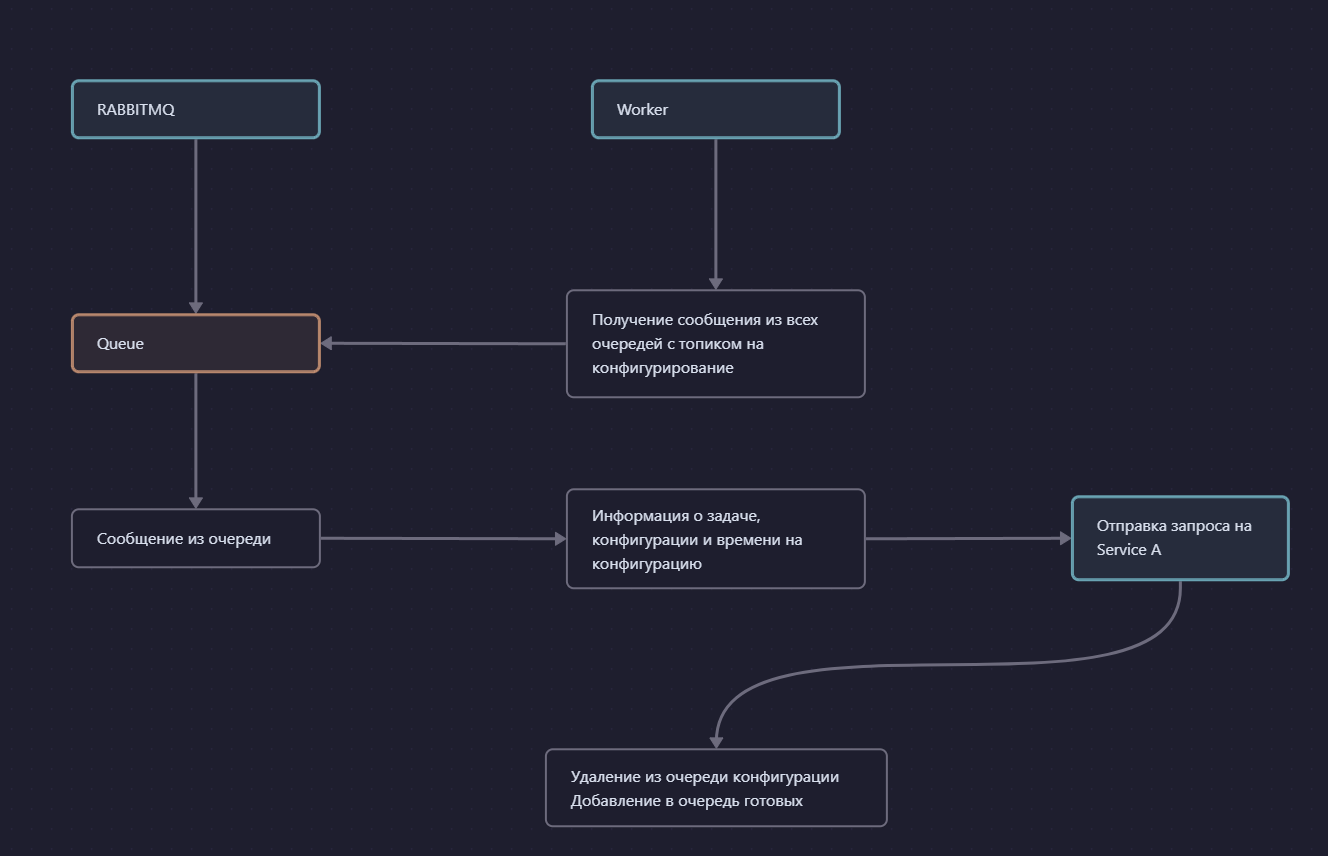 RABBITMQ
Worker
Queue
Получение сообщения из всех
очередей с топиком на
конфигурирование
Сообщение из очереди
Информация о задаче,
конфигурации и времени на
конфигурацию
Отправка запроса на
Service A
Удаление из очереди конфигурации
Добавление в очередь готовых